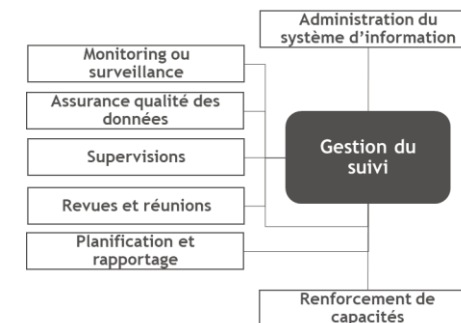 Administration du
système d'information
Monitoring ou
surveillance
Assurance qualité des
données
Supervisions
Gestion du
suivi
Revues et réunions
Planification et
rapportage
Renforcement de
capacités